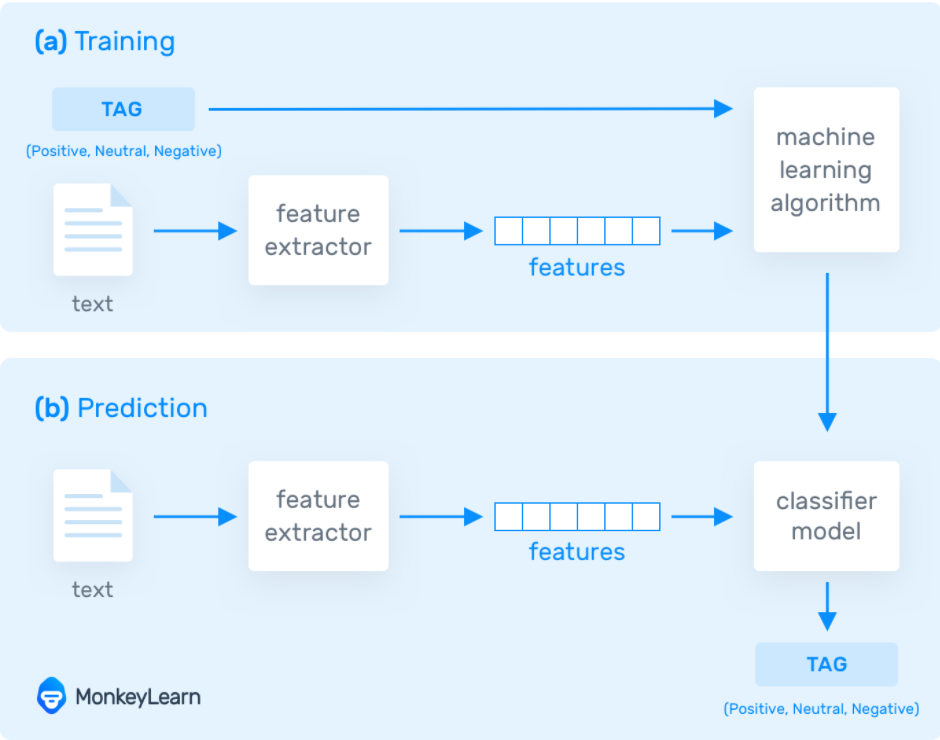 (a) Training
TAG
(Positive, Neutral, Negative)
machine
learning
algorithm
feature
extractor
features
text
(b) Prediction
feature
extractor
features
classifier
model
text
TAG
(Positive, Neutral, Negative)
MonkeyLearn